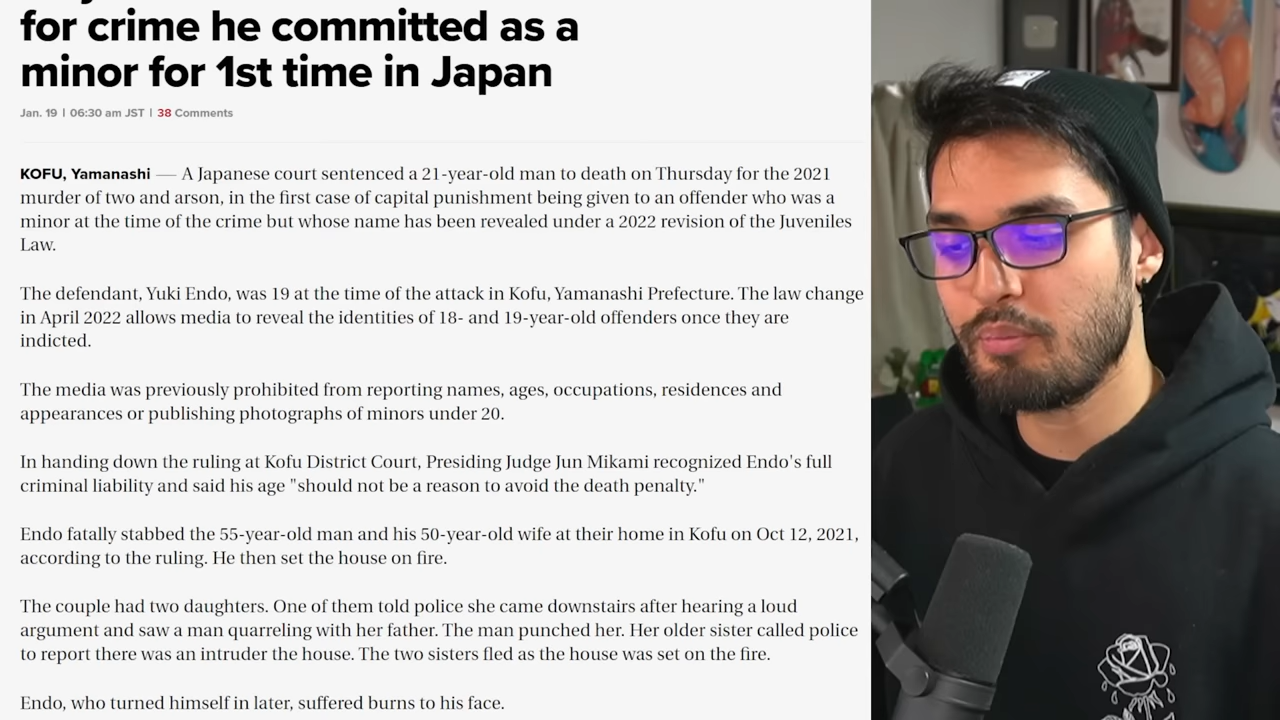 for crime he committed as a
minor for 1st time in Japan
Jan. 19 | 06:30 am JST | 38 Comments
KOFU, Yamanashi — A Japanese court sentenced a 21-year-old man to death on Thursday for the 2021
murder of two and arson, in the first case of capital punishment being given to an offender who was a
minor at the time of the crime but whose name has been revealed under a 2022 revision of the Juveniles
Law.
The defendant, Yuki Endo, was 19 at the time of the attack in Kofu, Yamanashi Prefecture. The law change
in April 2022 allows media to reveal the identities of 18- and 19-year-old offenders once they are
indicted.
The media was previously prohibited from reporting names, ages, occupations, residences and
appearances or publishing photographs of minors under 20.
In handing down the ruling at Kofu District Court, Presiding Judge Jun Mikami recognized Endo's full
criminal liability and said his age "should not be a reason to avoid the death penalty."
Endo fatally stabbed the 55-year-old man and his 50-year-old wife at their home in Kofu on Oct 12, 2021,
according to the ruling. He then set the house on fire.
The couple had two daughters. One of them told police she came downstairs after hearing a loud
argument and saw a man quarreling with her father. The man punched her. Her older sister called police
to report there was an intruder the house. The two sisters fled as the house was set on the fire.
Endo, who turned himself in later, suffered burns to his face.